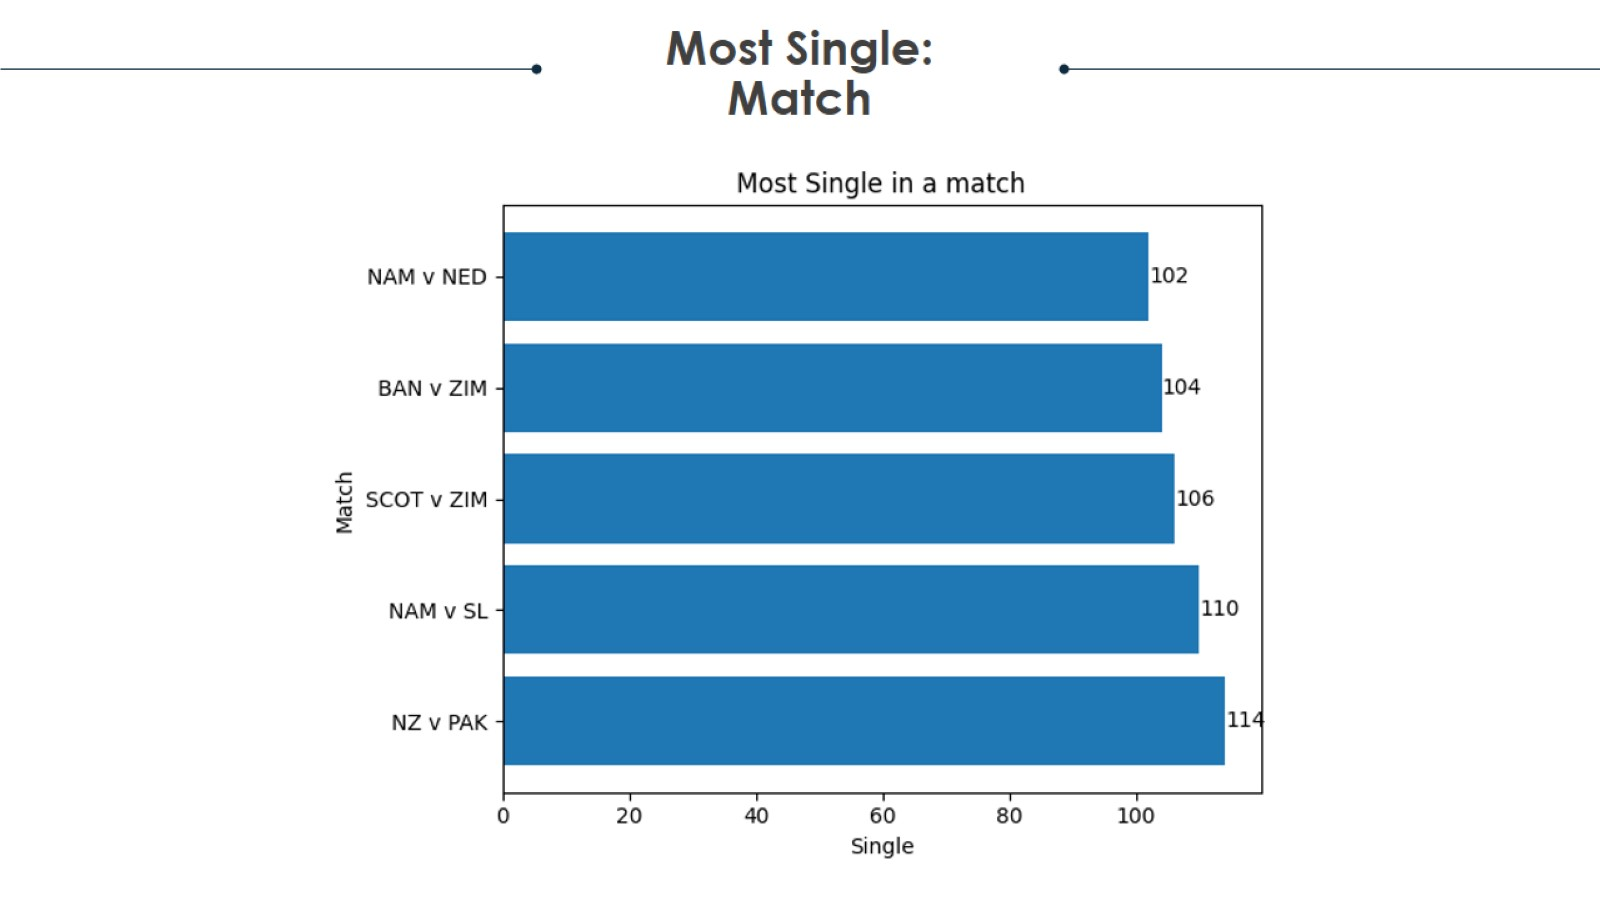 Most Single:
Match
Most Single in a match
NAM v NED
102
BAN v ZIM
104
SCOT v ZIM
106
NAM v SL
110
NZ v PAK
114
Match
0 20 40 60 80 100
Single